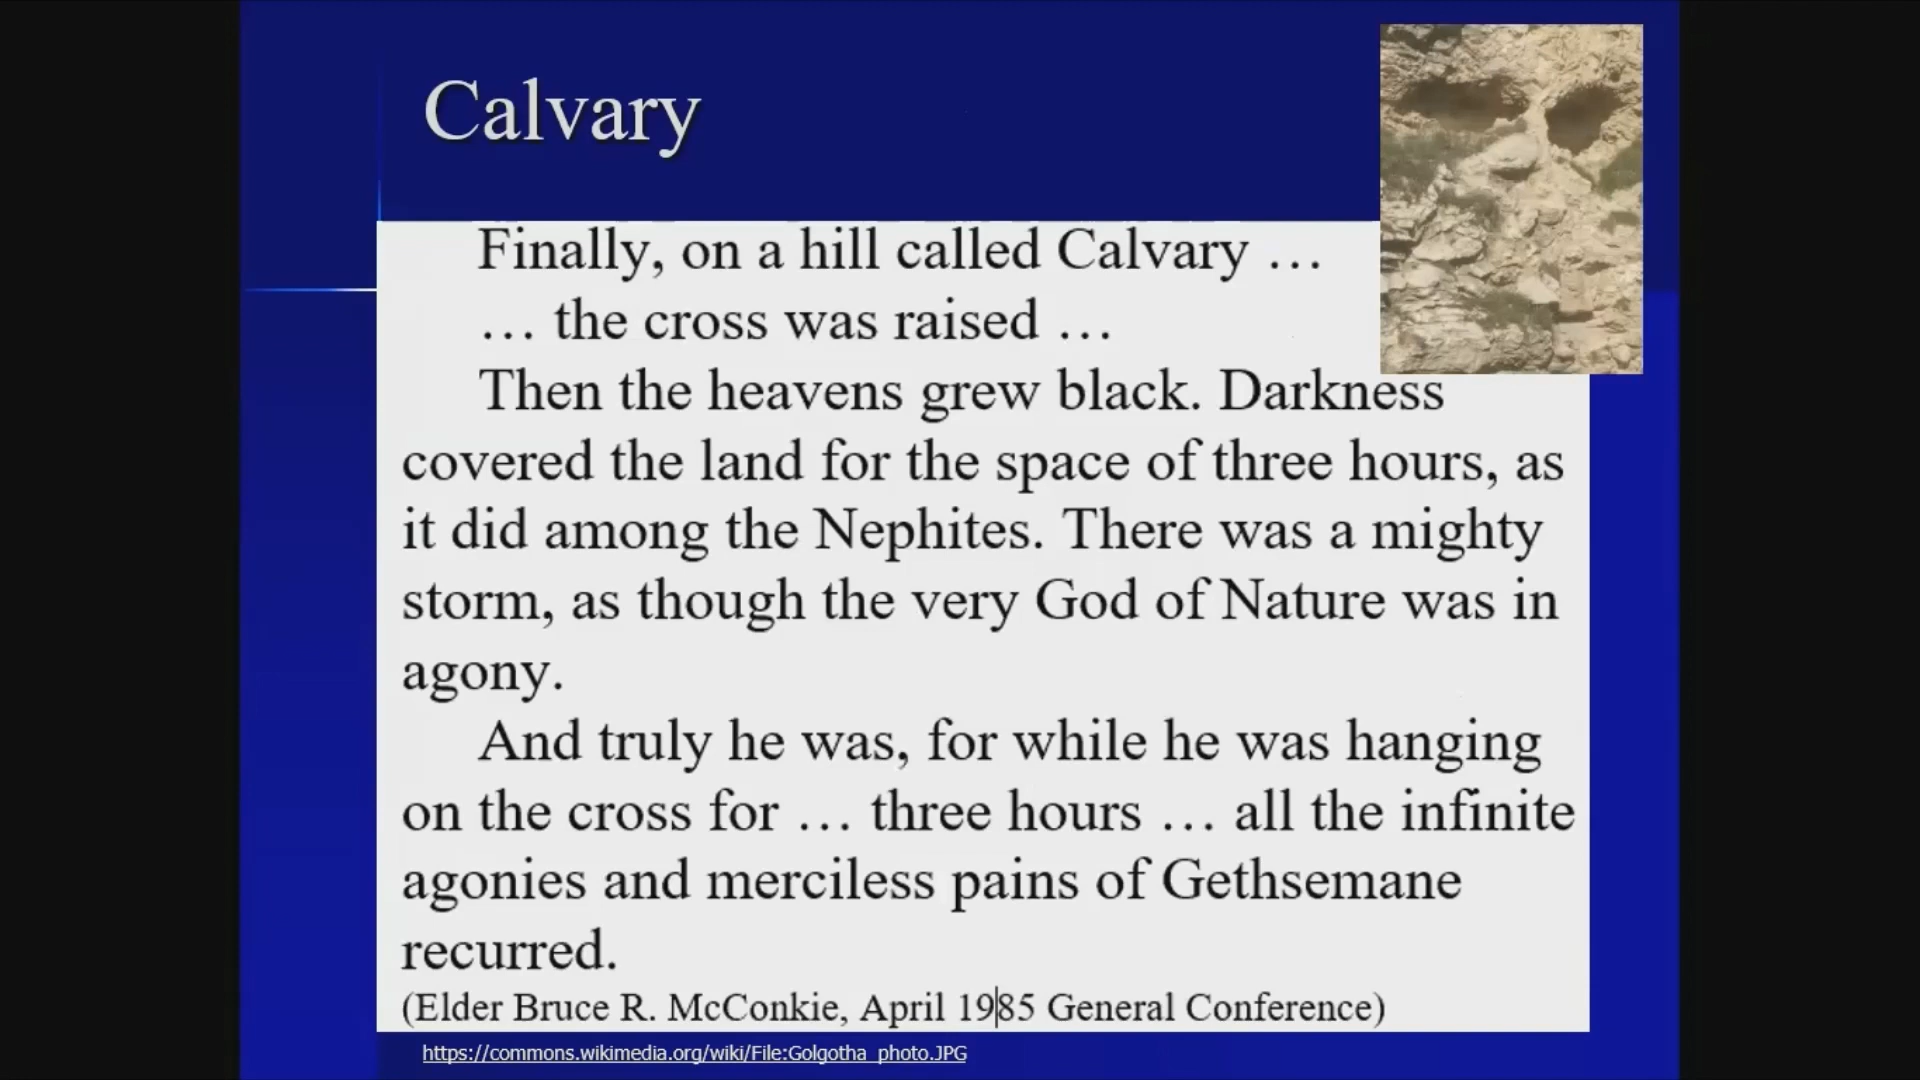 Calvary
Finally, on a hill called Calvary …
… the cross was raised …
Then the heavens grew black. Darkness
covered the land for the space of three hours, as
it did among the Nephites. There was a mighty
storm, as though the very God of Nature was in
agony.
And truly he was, for while he was hanging
on the cross for … three hours … all the infinite
agonies and merciless pains of Gethsemane
recurred.
(Elder Bruce R. McConkie, April 1985 General Conference)
https://commons.wikimedia.org/wiki/File:Golgotha_photo.JPG